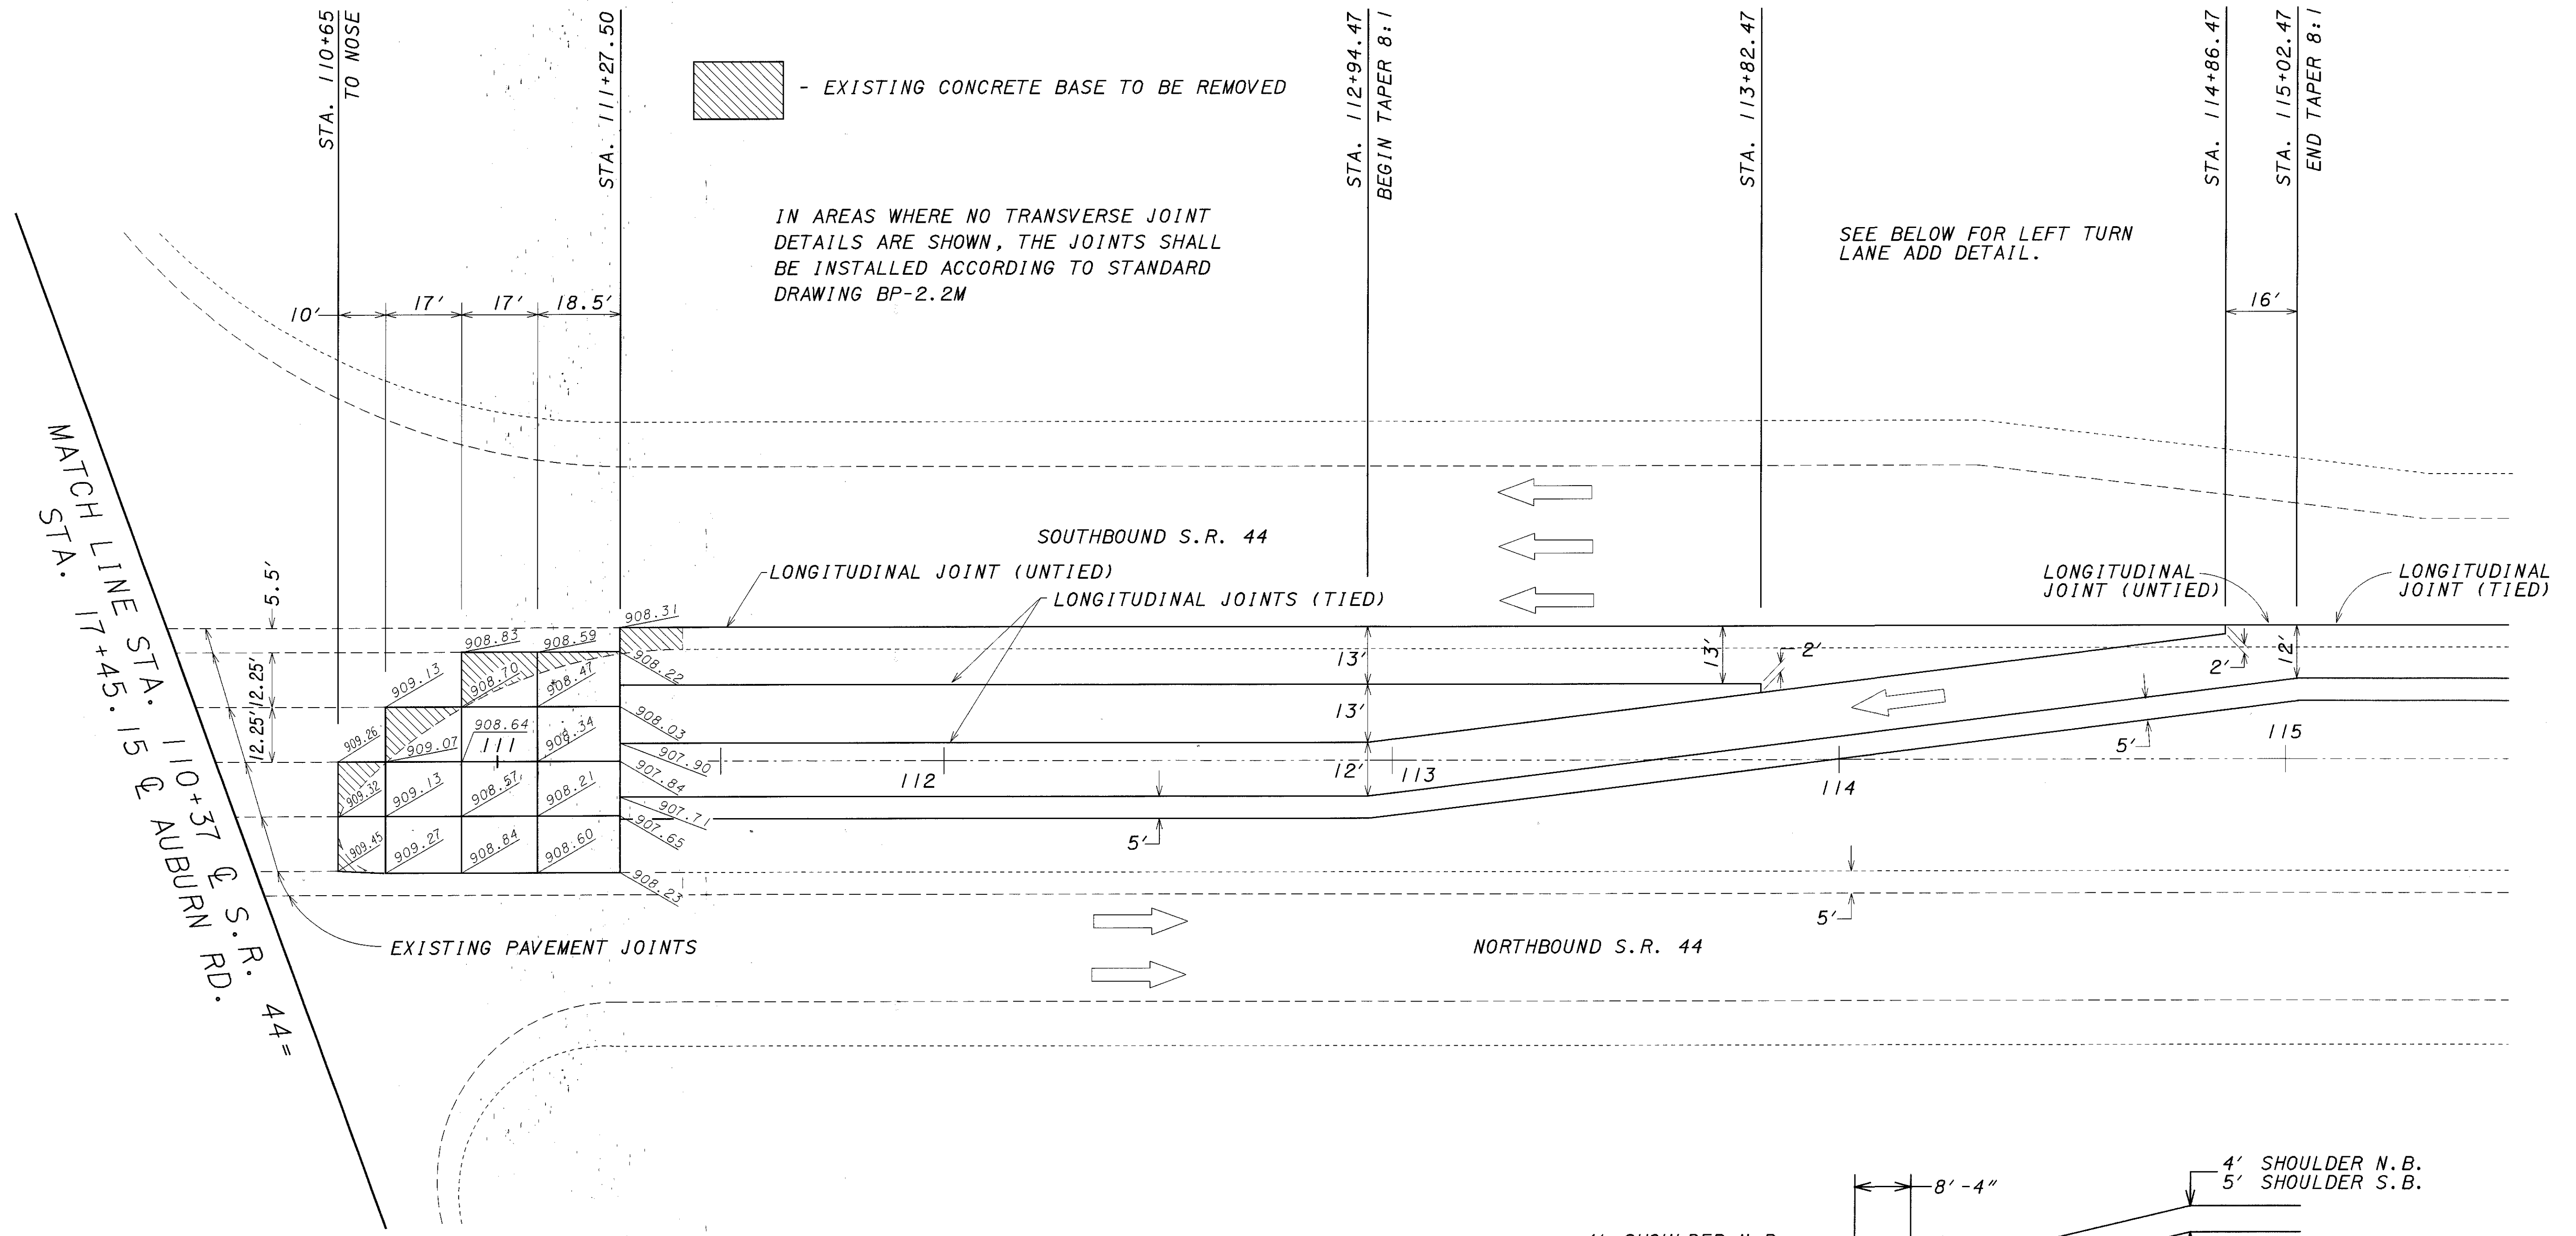 STA. 110+65
TO NOSE
STA. 111+27.50
- EXISTING CONCRETE BASE TO BE REMOVED
STA. 112+94.47
BEGIN TAPER 8:1
STA. 113+82.47
STA. 114+86.47
STA. 115+02.47
END TAPER 8:1
IN AREAS WHERE NO TRANSVERSE JOINT
DETAILS ARE SHOWN, THE JOINTS SHALL
BE INSTALLED ACCORDING TO STANDARD
DRAWING BP-2.2M
SEE BELOW FOR LEFT TURN
LANE ADD DETAIL.
10'
17'
17'
18.5'
16'
MATCH LINE STA. 110+37 ℄ S.R. 44=
STA. 17+45.15 ℄ AUBURN RD.
SOUTHBOUND S.R. 44
LONGITUDINAL JOINT (UNTIED)
LONGITUDINAL JOINTS (TIED)
LONGITUDINAL
JOINT (UNTIED)
LONGITUDINAL
JOINT (TIED)
5.5'
12.25'
12.25'
908.31
908.83
908.59
908.22
909.13
908.70
908.47
908.03
909.26
909.07
908.64
908.34
111
907.90
907.84
909.32
909.13
908.57
908.21
907.71
907.65
909.45
909.27
908.84
908.60
908.23
13'
13'
12'
13'
2'
2'
12'
112
113
114
115
5'
5'
5'
EXISTING PAVEMENT JOINTS
NORTHBOUND S.R. 44
8'-4"
4' SHOULDER N.B.
5' SHOULDER S.B.